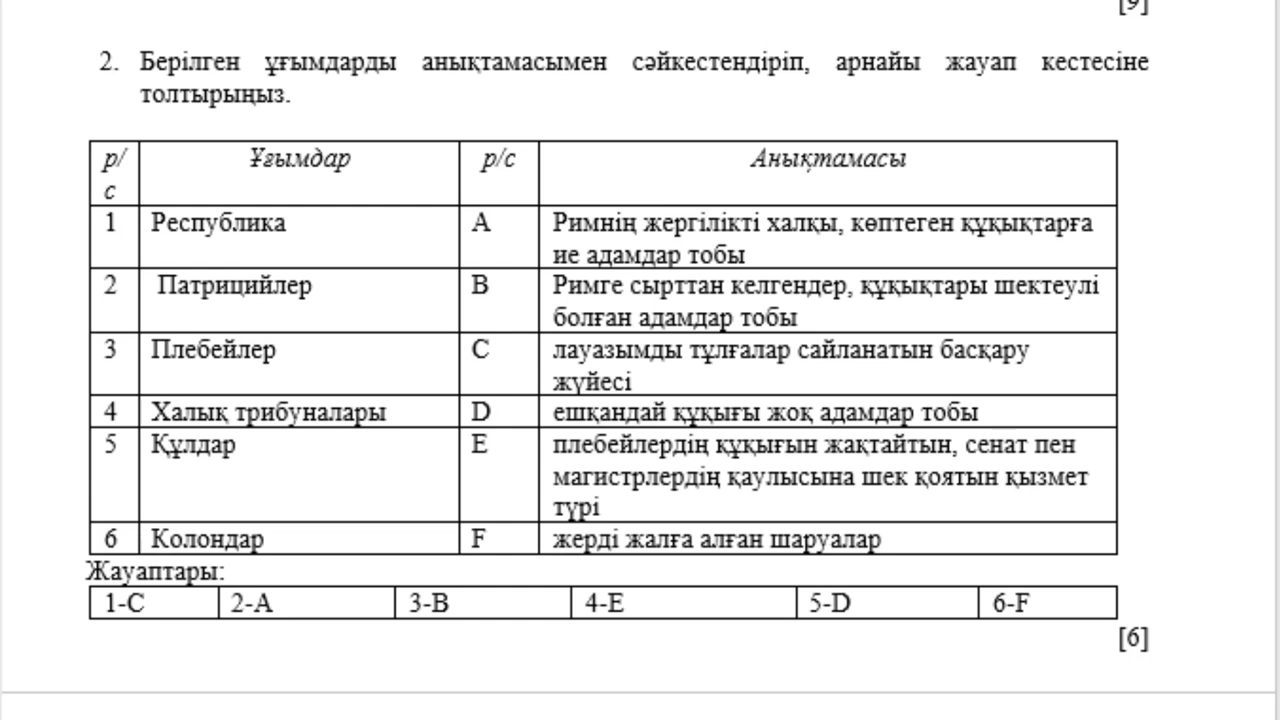 [9]
2. Берілген ұғымдарды анықтамасымен сәйкестендіріп, арнайы жауап кестесіне
толтырыңыз.
р/ Ұғымдар р/с Анықтамасы
с
1 Республика A Римнің жергілікті халқы, көптеген құқықтарға
ие адамдар тобы
2 Патрицийлер B Римге сырттан келгендер, құқықтары шектеулі
болған адамдар тобы
3 Плебейлер C лауазымды тұлғалар сайланатын басқару
жүйесі
4 Халық трибуналары D ешқандай құқығы жоқ адамдар тобы
5 Құлдар E плебейлердің құқығын жақтайтын, сенат пен
магистрлердің қаулысына шек қоятын қызмет
түрі
6 Колондар F жерді жалға алған шаруалар
Жауаптары:
1-C 2-A 3-B 4-E 5-D 6-F
[6]